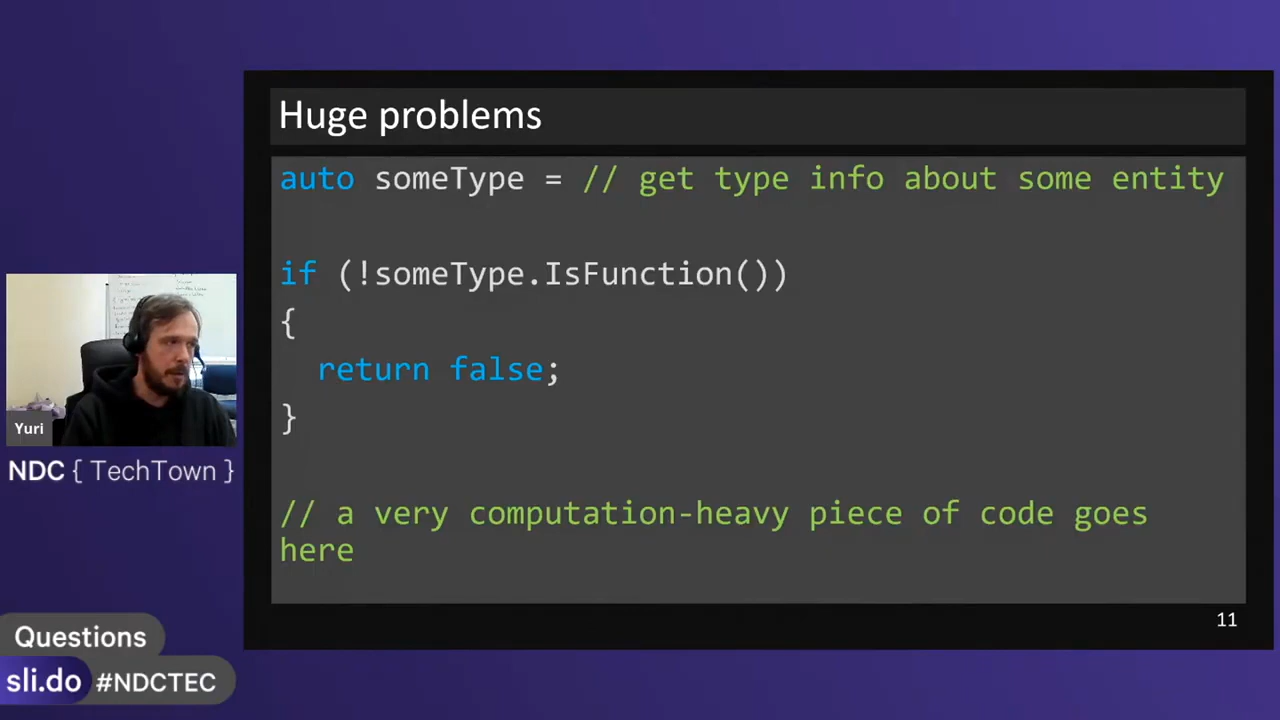 Huge problems
auto someType = // get type info about some entity
if (!someType.IsFunction())
{
return false;
}
// a very computation-heavy piece of code goes
here
11
Yuri
NDC { TechTown }
Questions
sli.do #NDCTEC